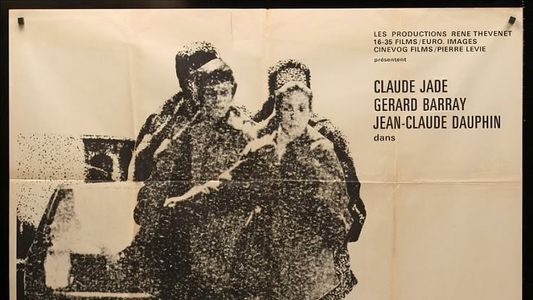 LES PRODUCTIONS RENE THEVENET
16-35 FILMS/EURO. IMAGES
CINEVOG FILMS/PIERRE LEVIE
présentent
CLAUDE JADE
GERARD BARRAY
JEAN-CLAUDE DAUPHIN
dans